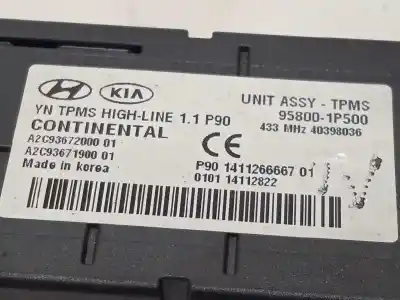 HYUNDAI KIA
UNIT ASSY - TPMS
YN TPMS HIGH-LINE 1.1 P90
95800-1P500
CONTINENTAL
433 MHz 40398036
A2C93672000 01
A2C93671900 01
CE
Made in korea
P90 1411266667 01
0101 14112822